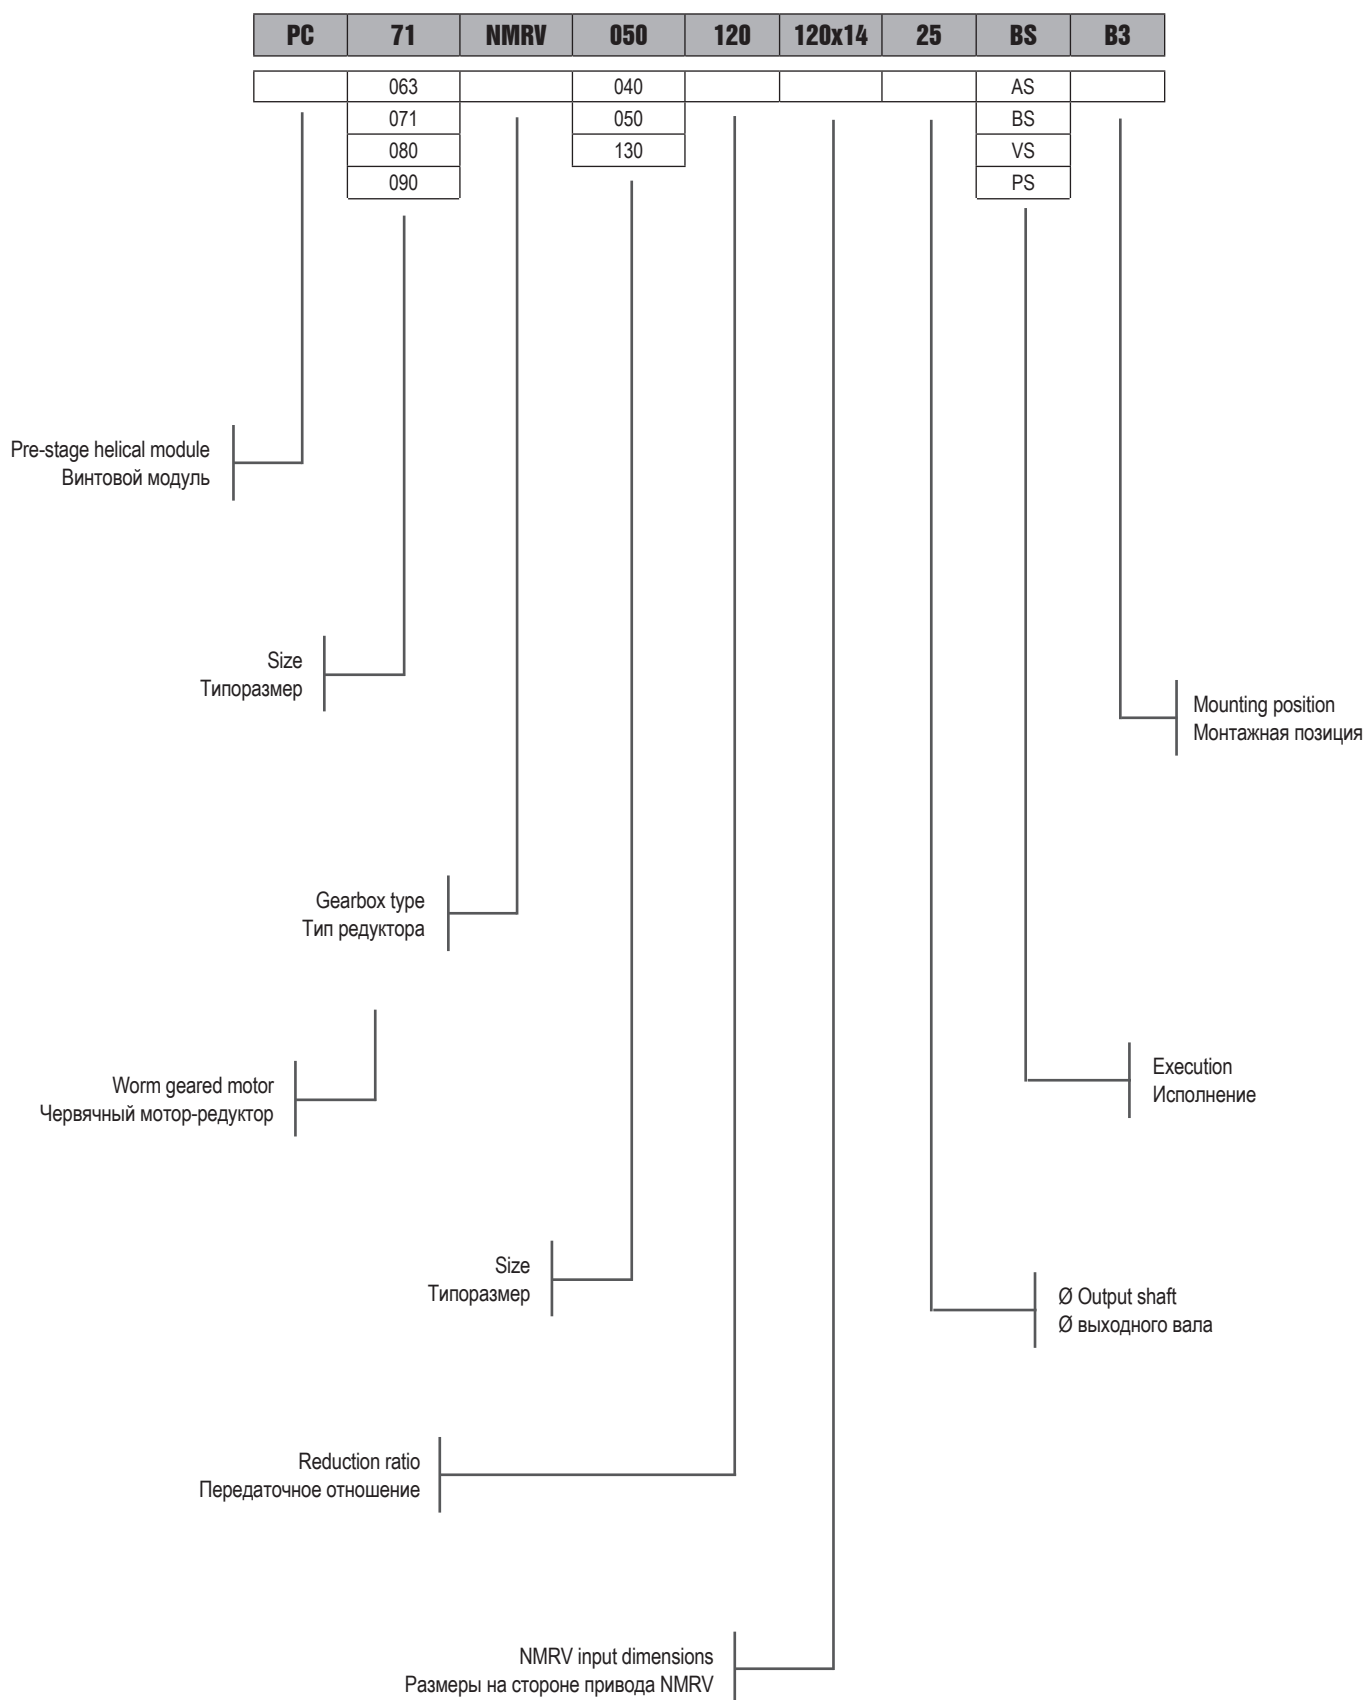 PC 71 NMRV 050 120 120x14 25 BS B3
063 040 AS
071 050 BS
080 130 VS
090 PS
Pre-stage helical module
Винтовой модуль
Size
Типоразмер
Mounting position
Монтажная позиция
Gearbox type
Тип редуктора
Worm geared motor
Червячный мотор-редуктор
Execution
Исполнение
Size
Типоразмер
Ø Output shaft
Ø выходного вала
Reduction ratio
Передаточное отношение
NMRV input dimensions
Размеры на стороне привода NMRV